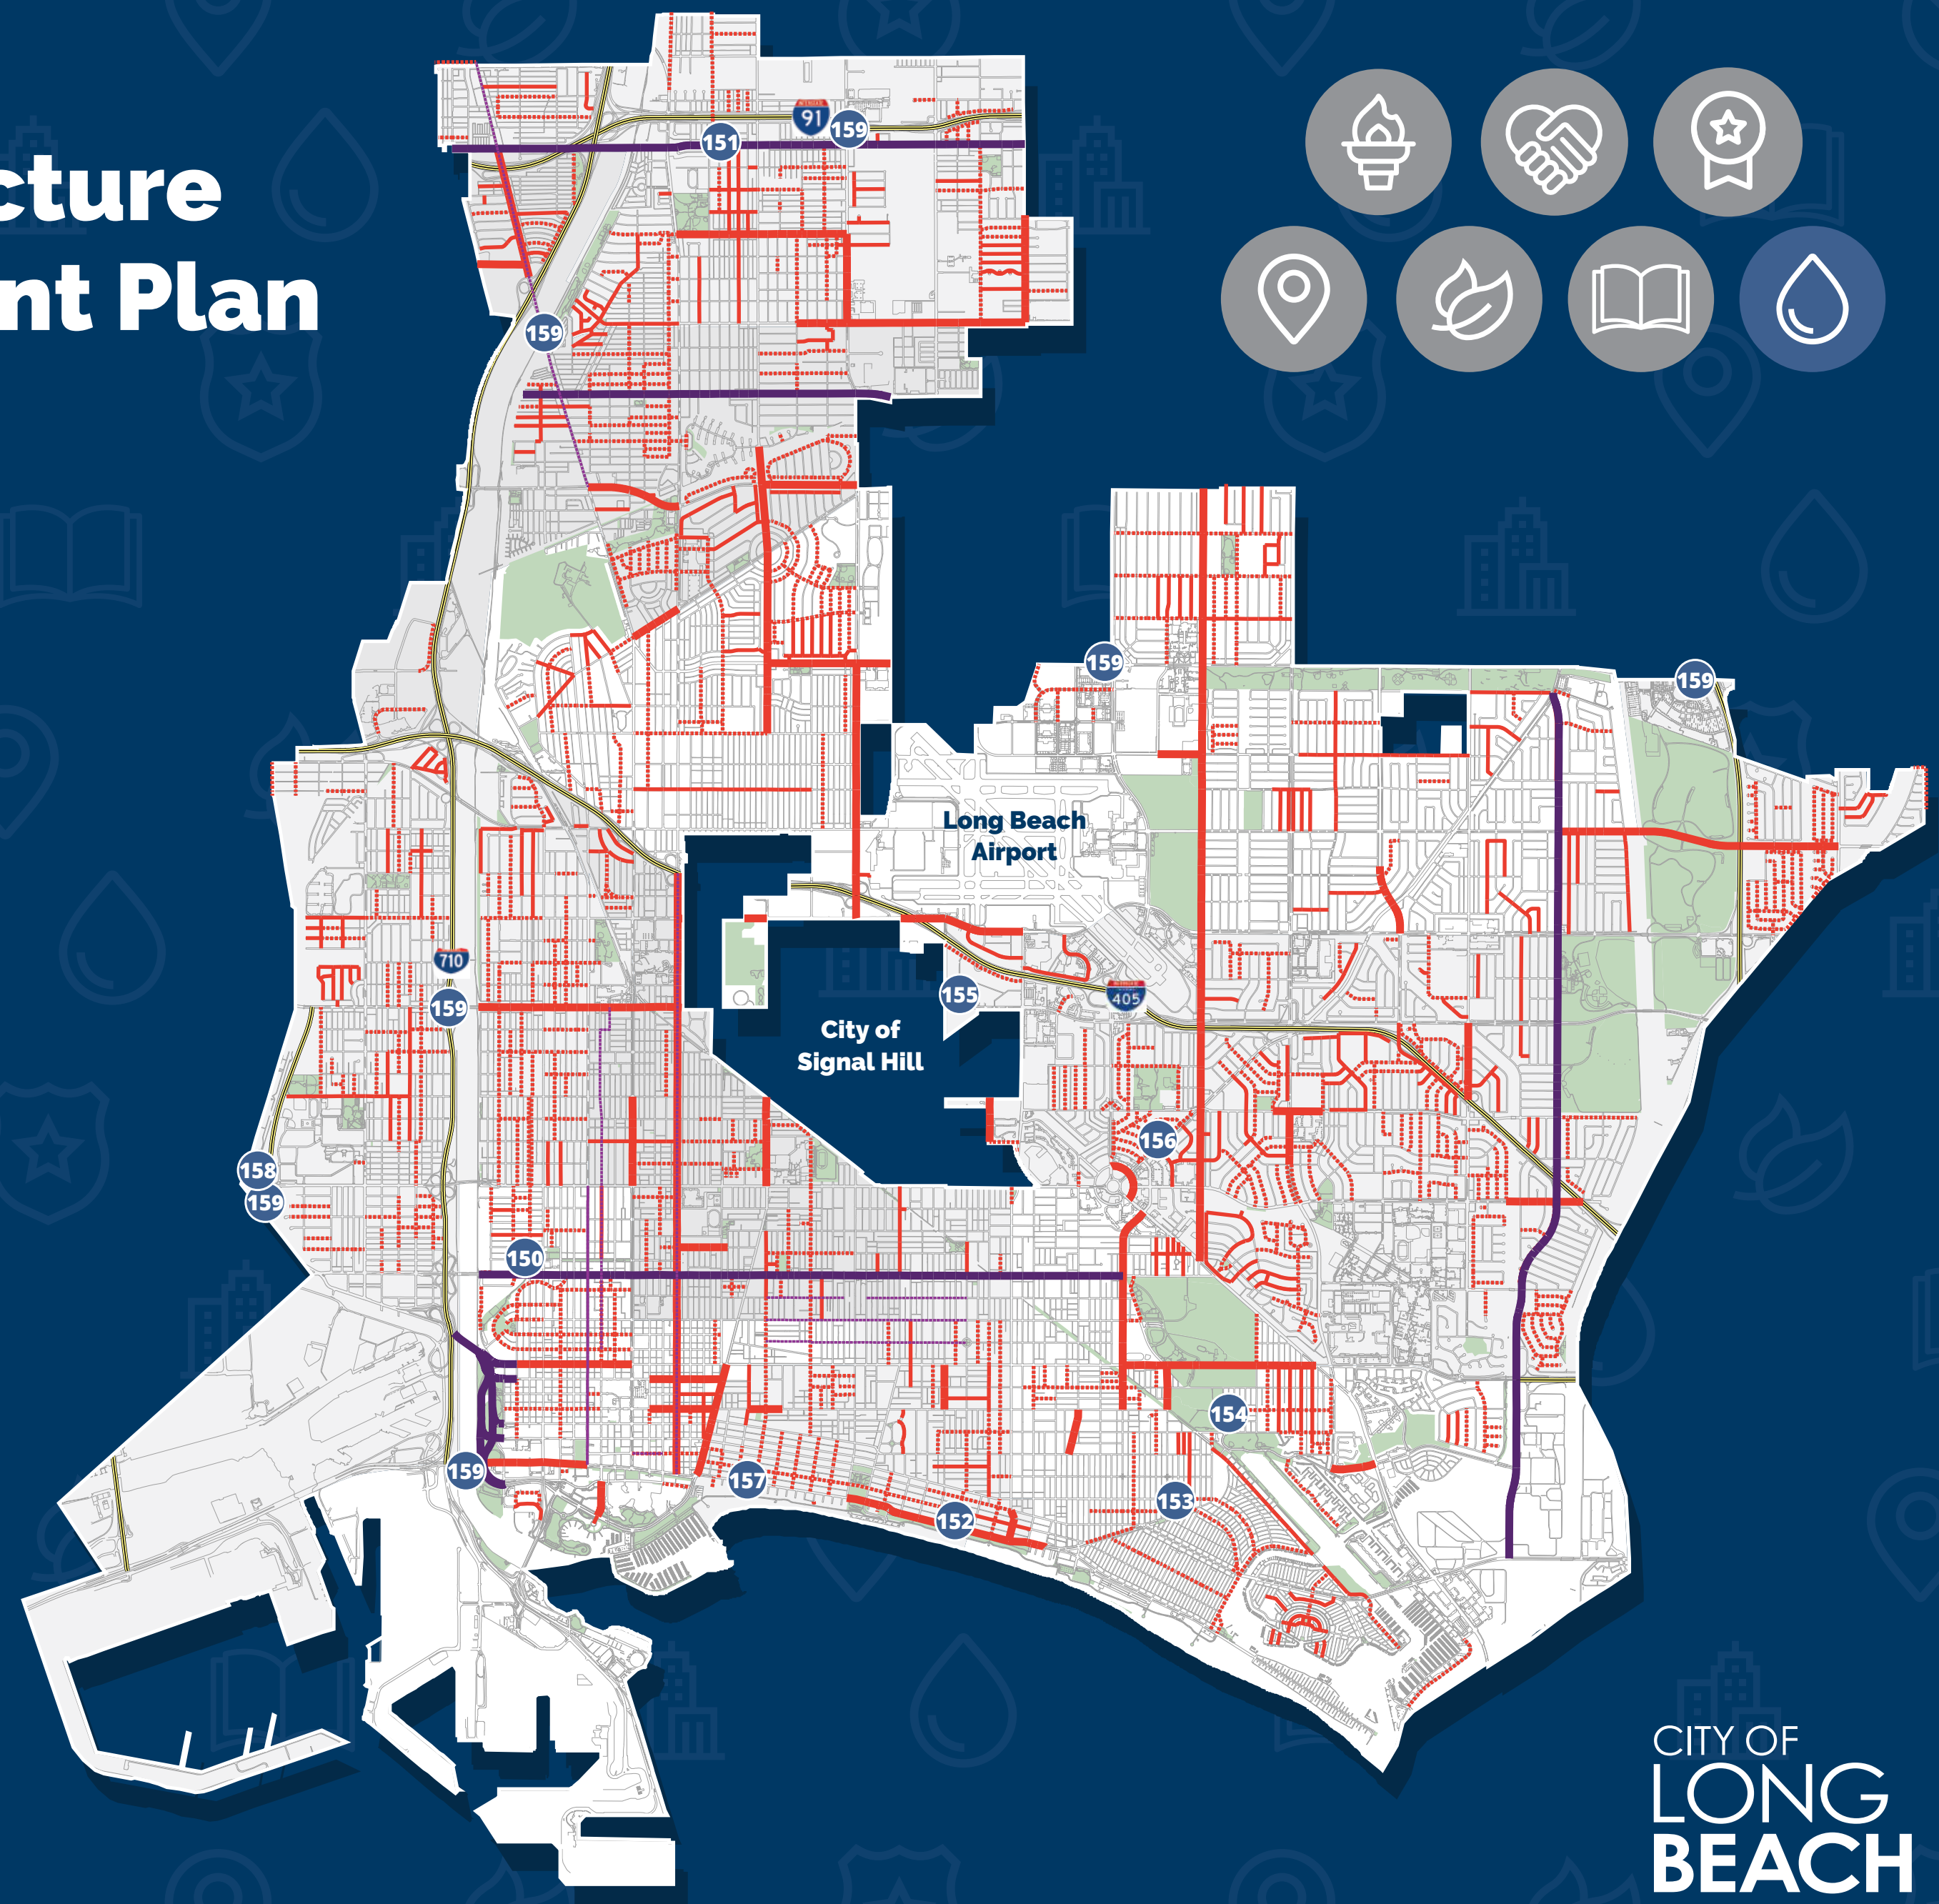 cture
nt Plan
91
159
151
159
159
159
Long Beach
Airport
710
155
405
159
City of
Signal Hill
156
158
159
150
154
159
157
153
152
CITY OF
LONG
BEACH